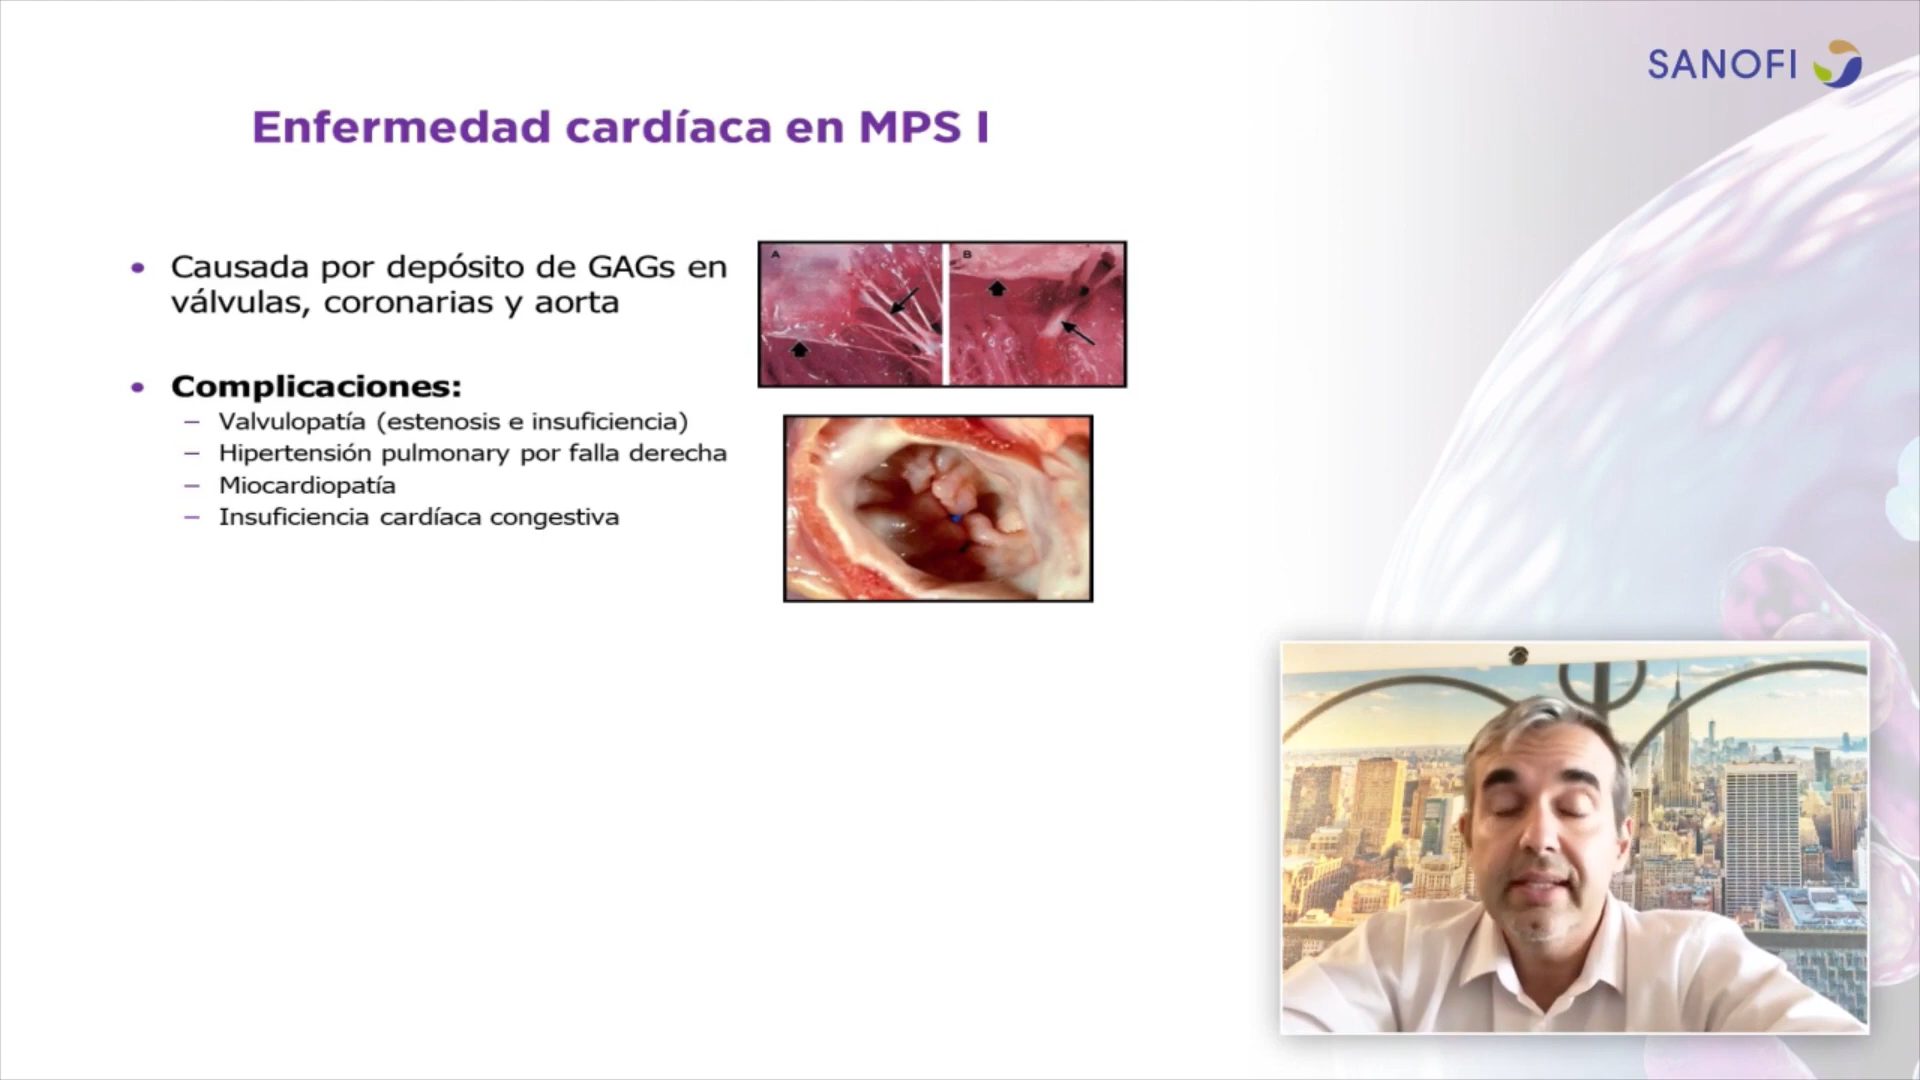 SANOFI
Enfermedad cardíaca en MPS I
• Causada por depósito de GAGs en
válvulas, coronarias y aorta
A
B
• Complicaciones:
– Valvulopatía (estenosis e insuficiencia)
– Hipertensión pulmonary por falla derecha
– Miocardiopatía
– Insuficiencia cardíaca congestiva